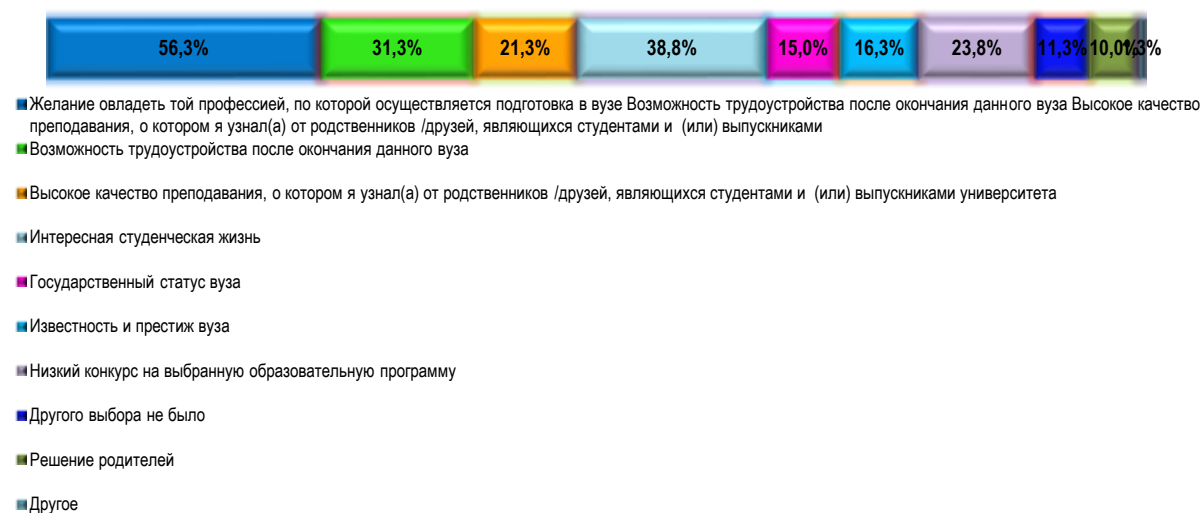 56,3% 31,3% 21,3% 38,8% 15,0% 16,3% 23,8% 11,3% 10,0% 1,3%
Желание овладеть той профессией, по которой осуществляется подготовка в вузе Возможность трудоустройства после окончания данного вуза Высокое качество
преподавания, о котором я узнал(а) от родственников /друзей, являющихся студентами и (или) выпускниками
Возможность трудоустройства после окончания данного вуза
Высокое качество преподавания, о котором я узнал(а) от родственников /друзей, являющихся студентами и (или) выпускниками университета
Интересная студенческая жизнь
Государственный статус вуза
Известность и престиж вуза
Низкий конкурс на выбранную образовательную программу
Другого выбора не было
Решение родителей
Другое